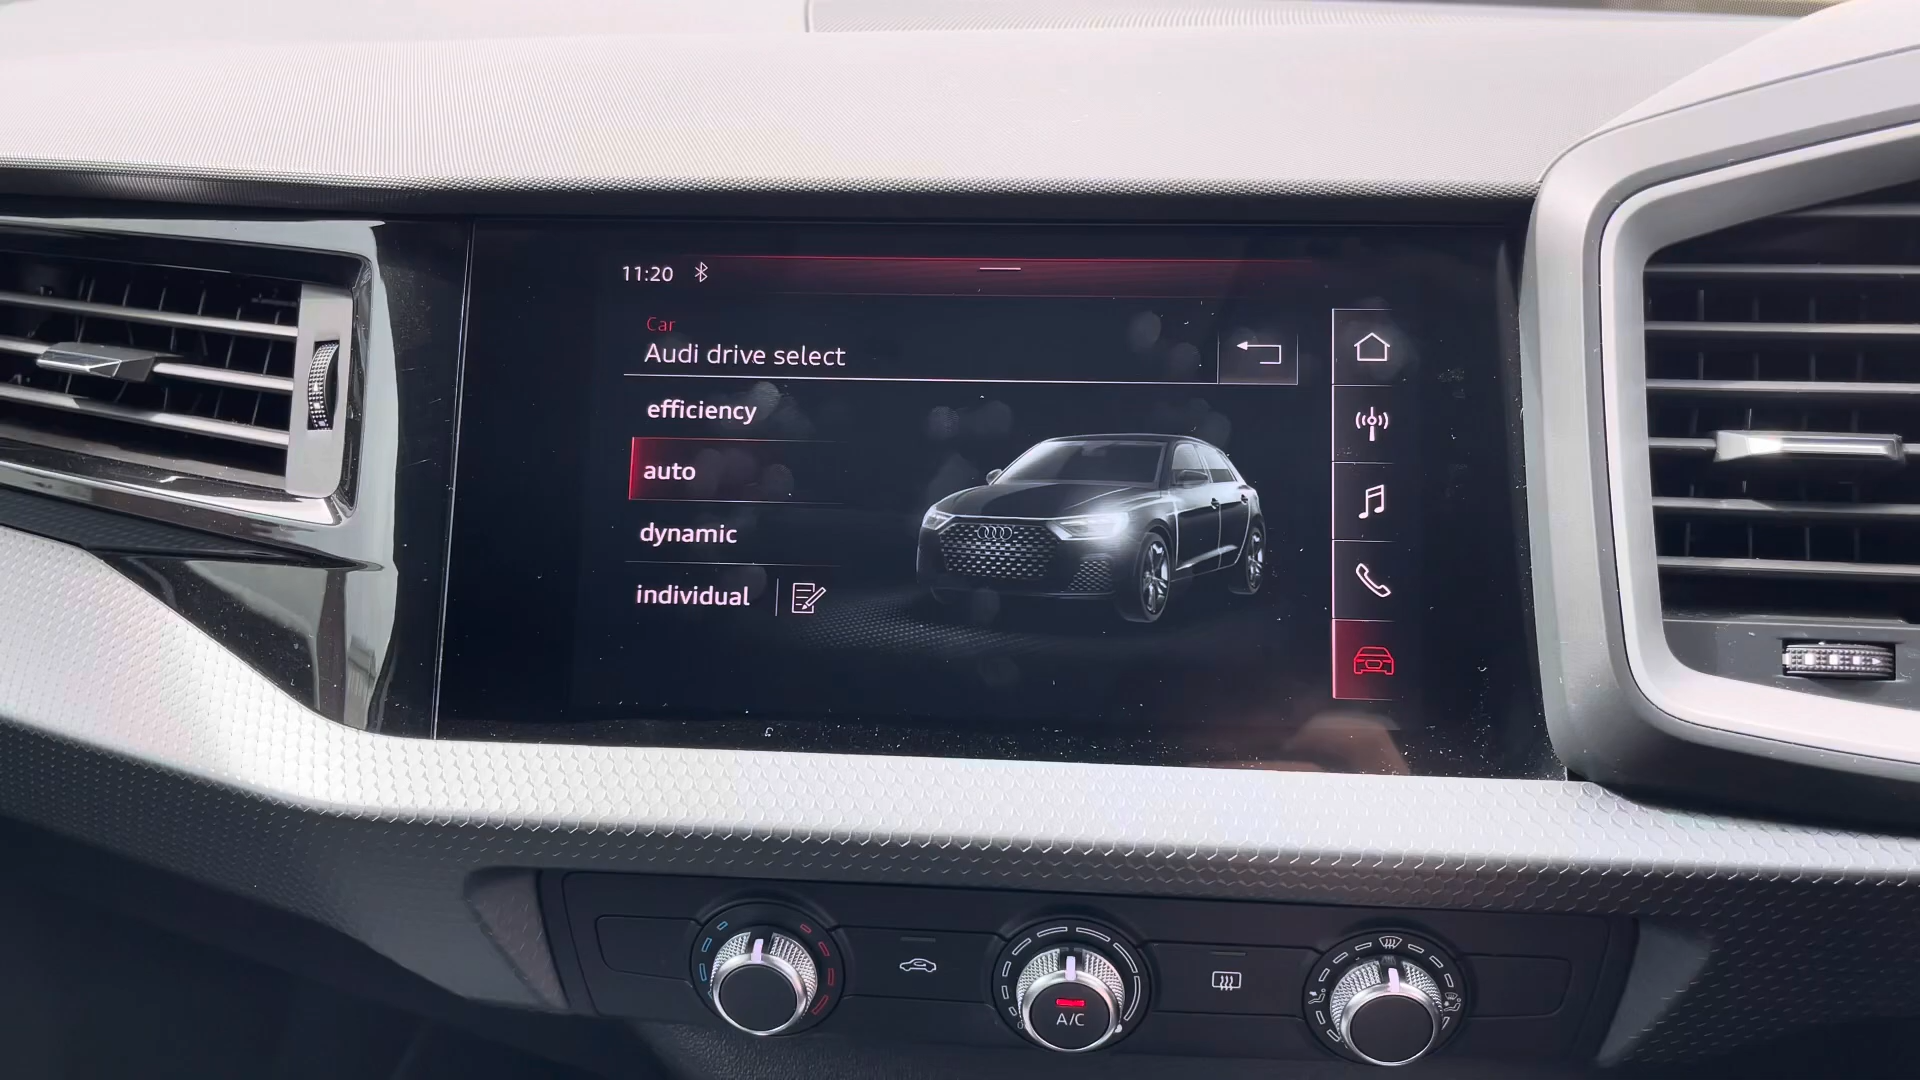 11:20
Car
Audi drive select
efficiency
auto
dynamic
individual
A/C